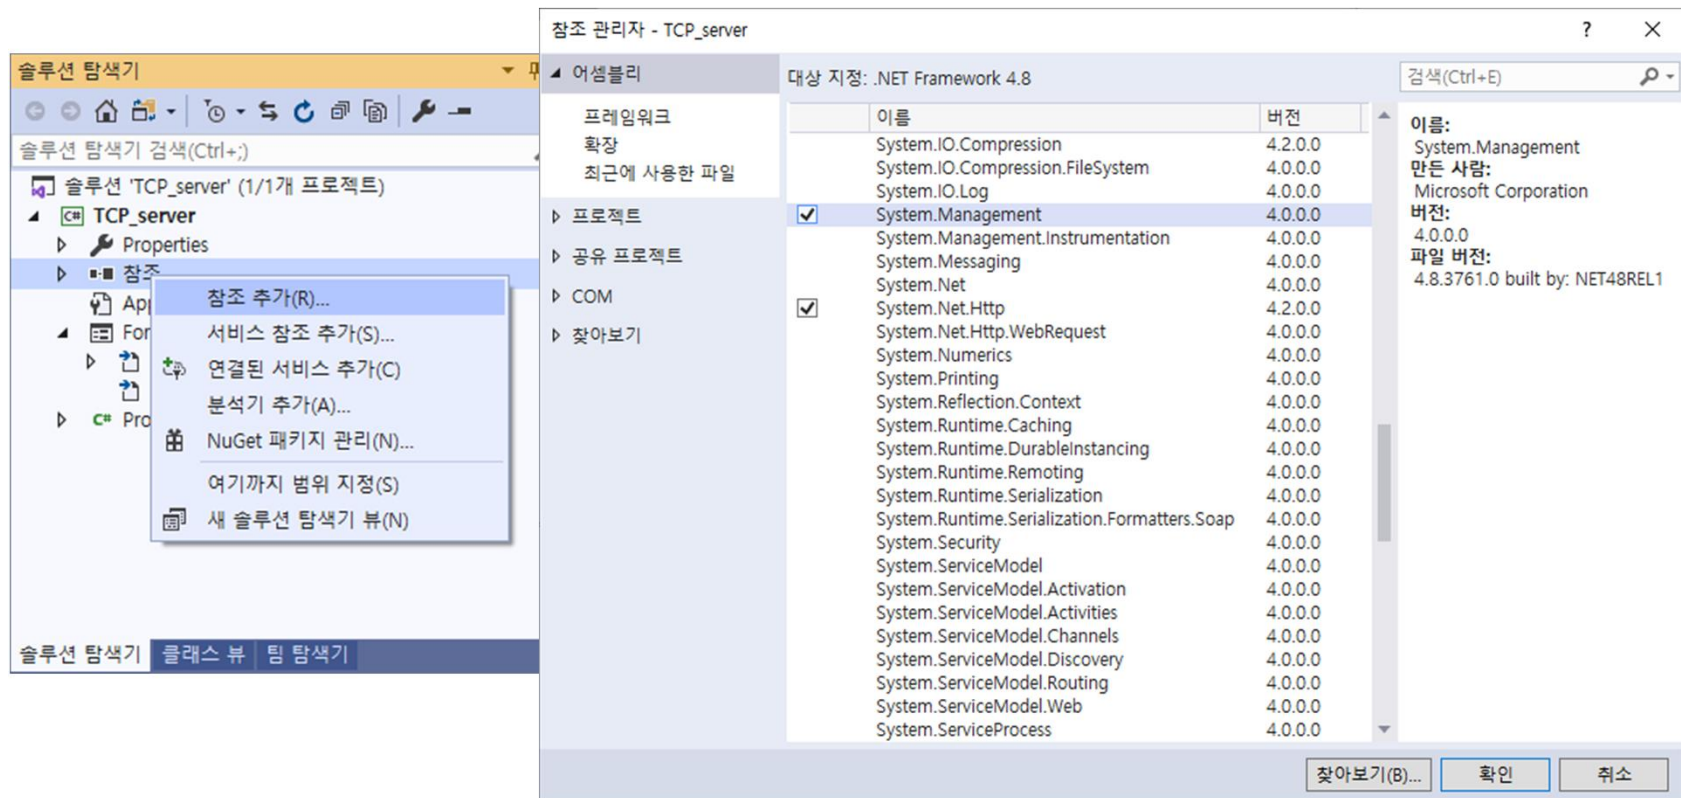 솔루션 탐색기
솔루션 탐색기 검색(Ctrl+;)
솔루션 'TCP_server' (1/1개 프로젝트)
C# TCP_server
Properties
참조
App
For
C# Pro
참조 추가(R)...
서비스 참조 추가(S)...
연결된 서비스 추가(C)
분석기 추가(A)...
NuGet 패키지 관리(N)...
여기까지 범위 지정(S)
새 솔루션 탐색기 뷰(N)
솔루션 탐색기 클래스 뷰 팀 탐색기
참조 관리자 - TCP_server
?
어셈블리
프레임워크
확장
최근에 사용한 파일
프로젝트
공유 프로젝트
COM
찾아보기
대상 지정: .NET Framework 4.8
검색(Ctrl+E)
이름 버전
System.IO.Compression 4.2.0.0
System.IO.Compression.FileSystem 4.0.0.0
System.IO.Log 4.0.0.0
System.Management 4.0.0.0
System.Management.Instrumentation 4.0.0.0
System.Messaging 4.0.0.0
System.Net 4.0.0.0
System.Net.Http 4.2.0.0
System.Net.Http.WebRequest 4.0.0.0
System.Numerics 4.0.0.0
System.Printing 4.0.0.0
System.Reflection.Context 4.0.0.0
System.Runtime.Caching 4.0.0.0
System.Runtime.DurableInstancing 4.0.0.0
System.Runtime.Remoting 4.0.0.0
System.Runtime.Serialization 4.0.0.0
System.Runtime.Serialization.Formatters.Soap 4.0.0.0
System.Security 4.0.0.0
System.ServiceModel 4.0.0.0
System.ServiceModel.Activation 4.0.0.0
System.ServiceModel.Activities 4.0.0.0
System.ServiceModel.Channels 4.0.0.0
System.ServiceModel.Discovery 4.0.0.0
System.ServiceModel.Routing 4.0.0.0
System.ServiceModel.Web 4.0.0.0
System.ServiceProcess 4.0.0.0
이름:
System.Management
만든 사람:
Microsoft Corporation
버전:
4.0.0.0
파일 버전:
4.8.3761.0 built by: NET48REL1
찾아보기(B)... 확인 취소